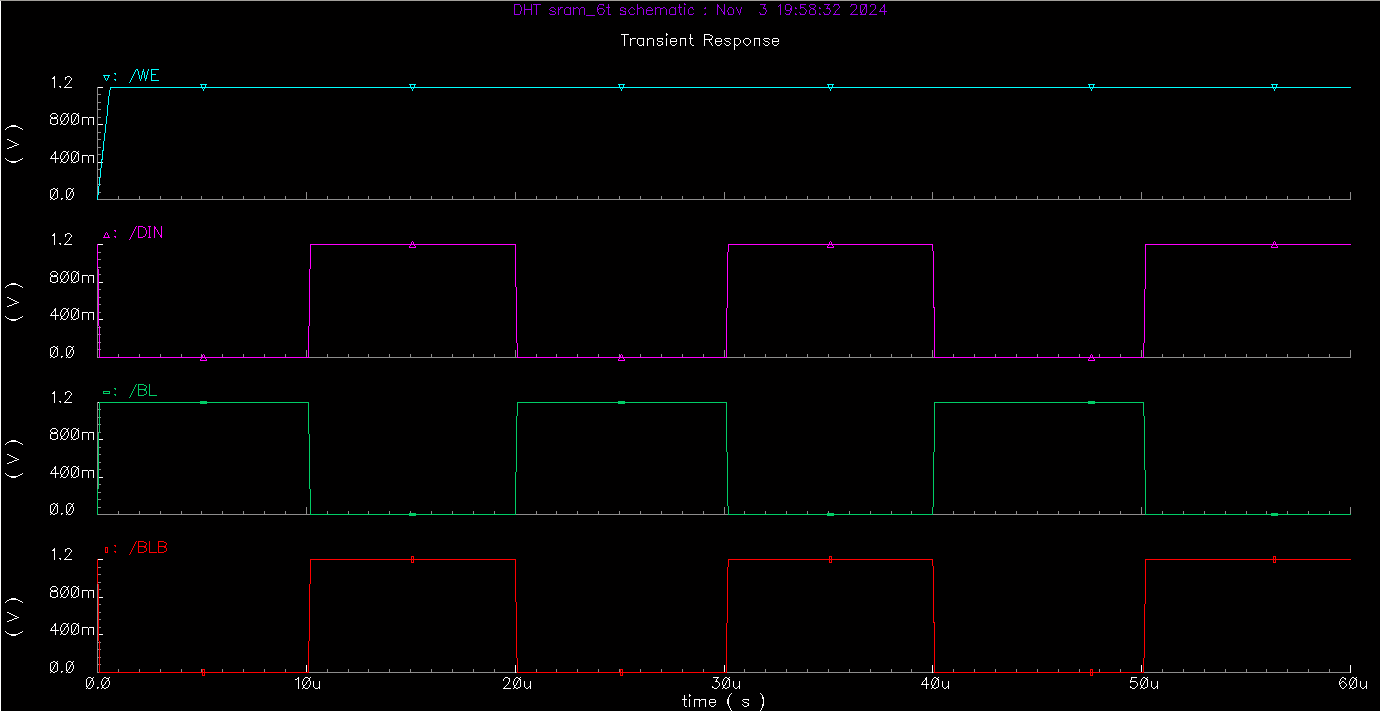 DHT sram_6t schematic : Nov 3 19:58:32 2024
Transient Response
▽: /WE
1.2
800m
400m
0.0
(V)
△: /DIN
1.2
800m
400m
0.0
(V)
▭: /BL
1.2
800m
400m
0.0
(V)
▯: /BLB
1.2
800m
400m
0.0
(V)
0.0 10u 20u 30u 40u 50u 60u
time ( s )